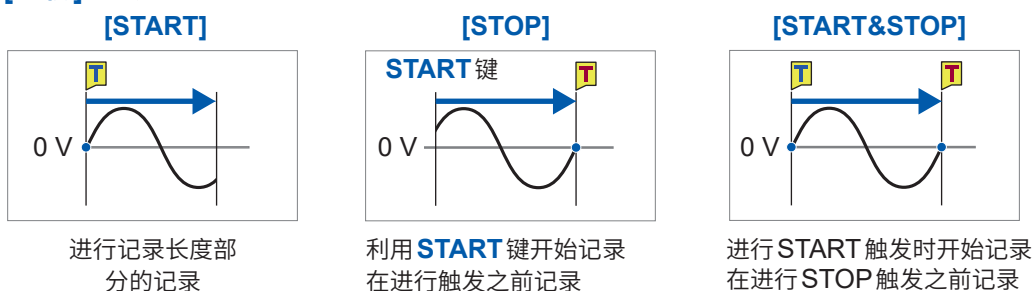 [START]
[STOP]
[START&STOP]
T
START键
T
T
T
0 V
0 V
0 V
进行记录长度部
分的记录
利用START键开始记录
在进行触发之前记录
进行START触发时开始记录
在进行STOP触发之前记录